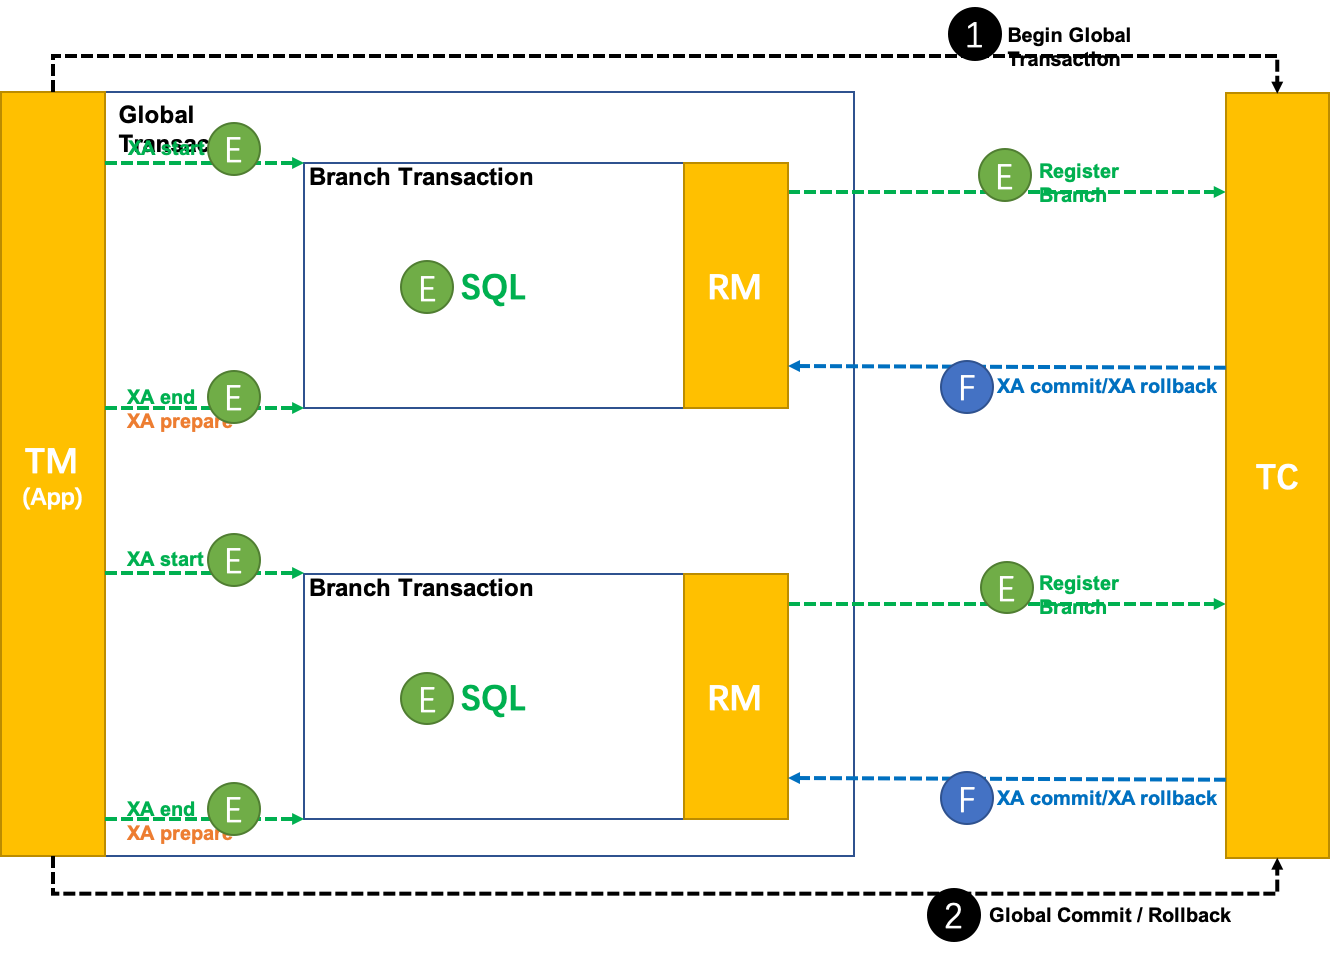 1
Begin Global
Transaction
Global
Transac
XA start
E
Branch Transaction
E
Register
Branch
E
SQL
RM
XA end
XA prepare
E
F
XA commit/XA rollback
TM
(App)
TC
XA start
E
Branch Transaction
E
Register
Branch
E
SQL
RM
XA end
XA prepare
E
F
XA commit/XA rollback
2
Global Commit / Rollback